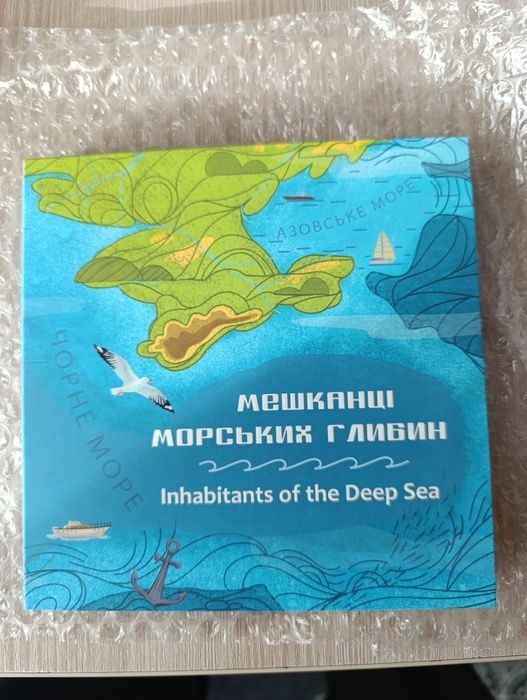 АЗОВСЬКЕ МОРЕ
ЧОРНЕ МОРЕ
МЕШКАНЦІ
МОРСЬКИХ ГЛИБИН
Inhabitants of the Deep Sea